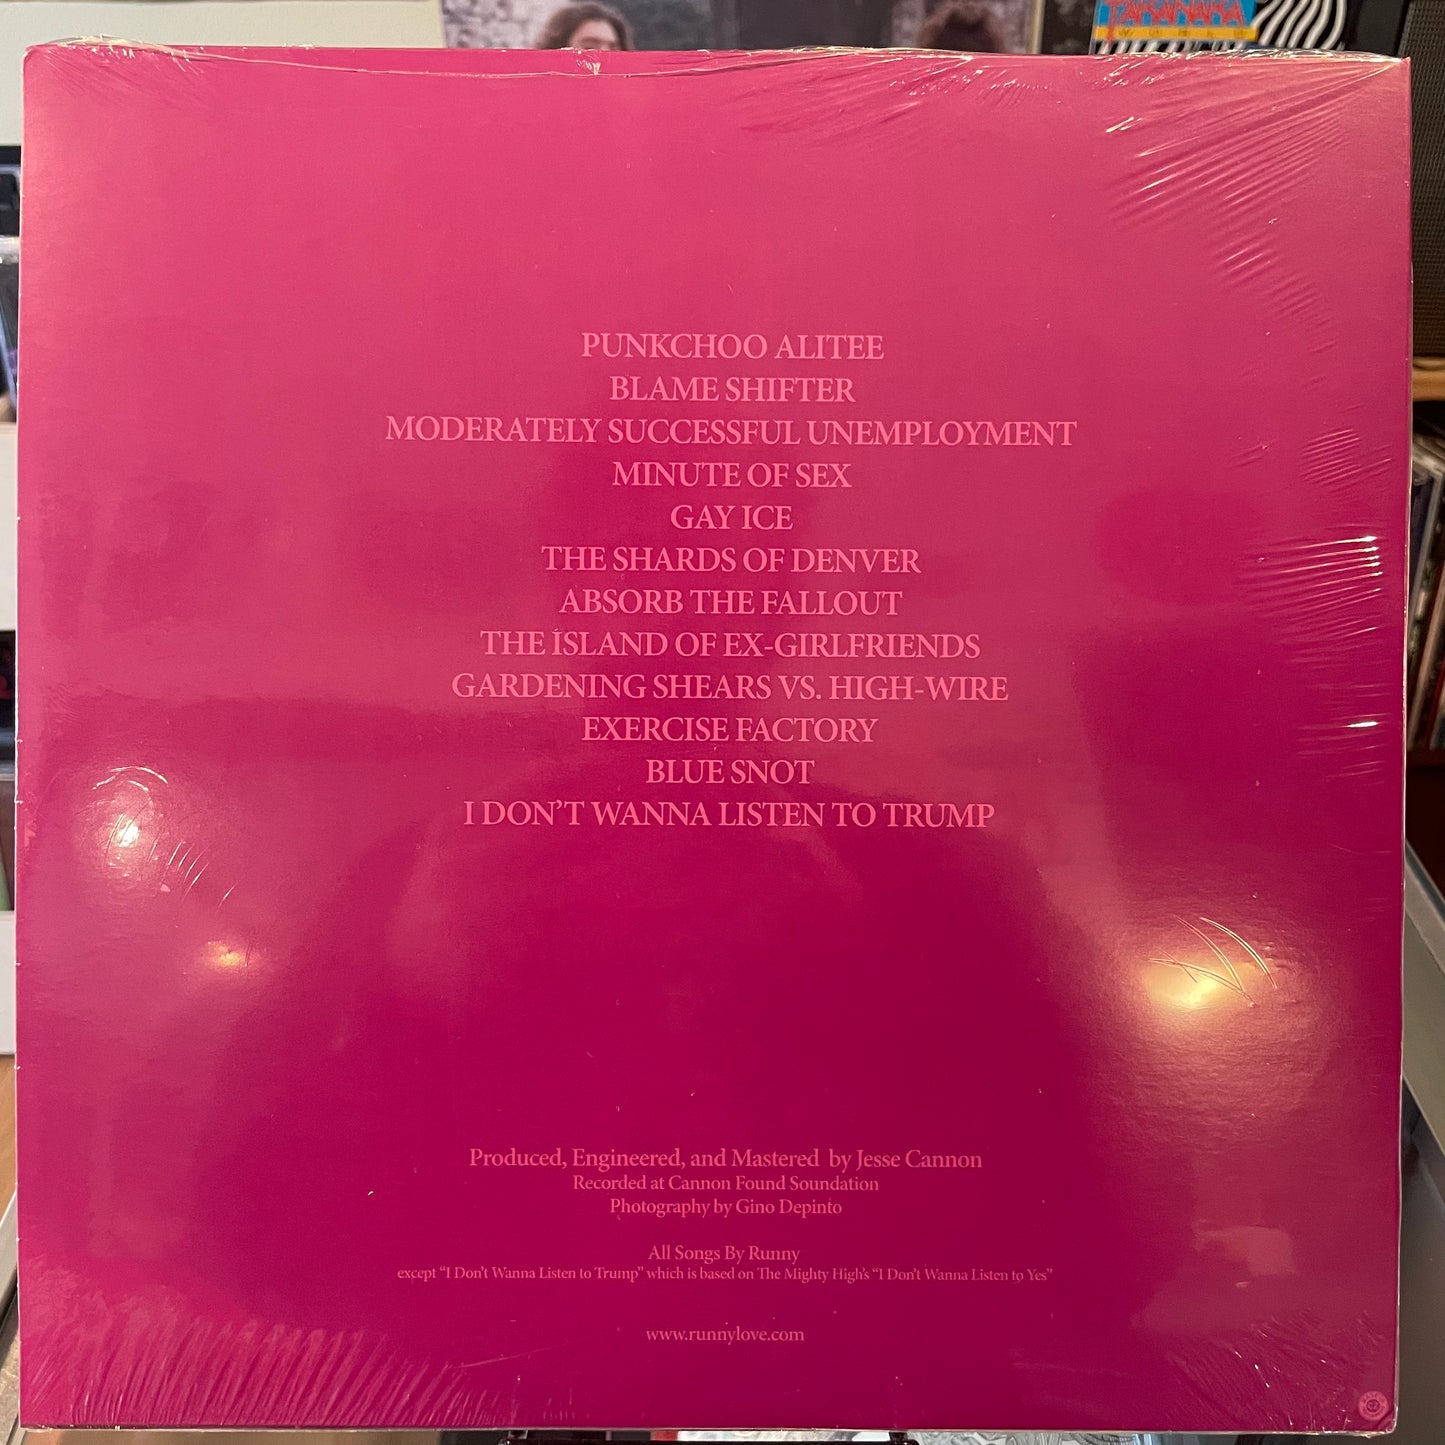 TAKANAKA
WORLD
PUNKCHOO ALITEE
BLAME SHIFTER
MODERATELY SUCCESSFUL UNEMPLOYMENT
MINUTE OF SEX
GAY ICE
THE SHARDS OF DENVER
ABSORB THE FALLOUT
THE ISLAND OF EX-GIRLFRIENDS
GARDENING SHEARS VS. HIGH-WIRE
EXERCISE FACTORY
BLUE SNOT
I DON'T WANNA LISTEN TO TRUMP
Produced, Engineered, and Mastered by Jesse Cannon
Recorded at Cannon Found Soundation
Photography by Gino Depinto
All Songs By Runny
except “I Don't Wanna Listen to Trump” which is based on The Mighty High's “I Don't Wanna Listen to Yes”
www.runnylove.com